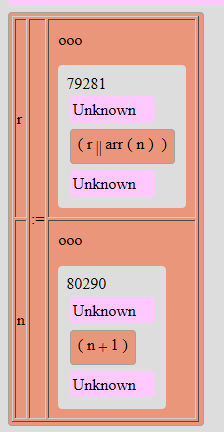 ooo
79281
Unknown
r
( r || arr ( n ) )
Unknown
:=
ooo
80290
Unknown
n
( n + 1 )
Unknown